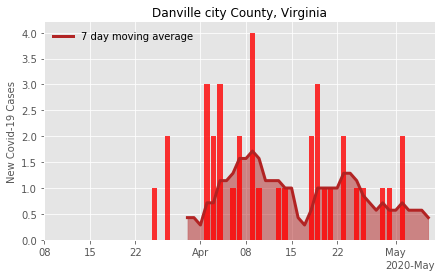 Danville city County, Virginia
7 day moving average
New Covid-19 Cases
4.0
3.5
3.0
2.5
2.0
1.5
1.0
0.5
0.0
08 15 22 Apr 08 15 22 May
2020-May